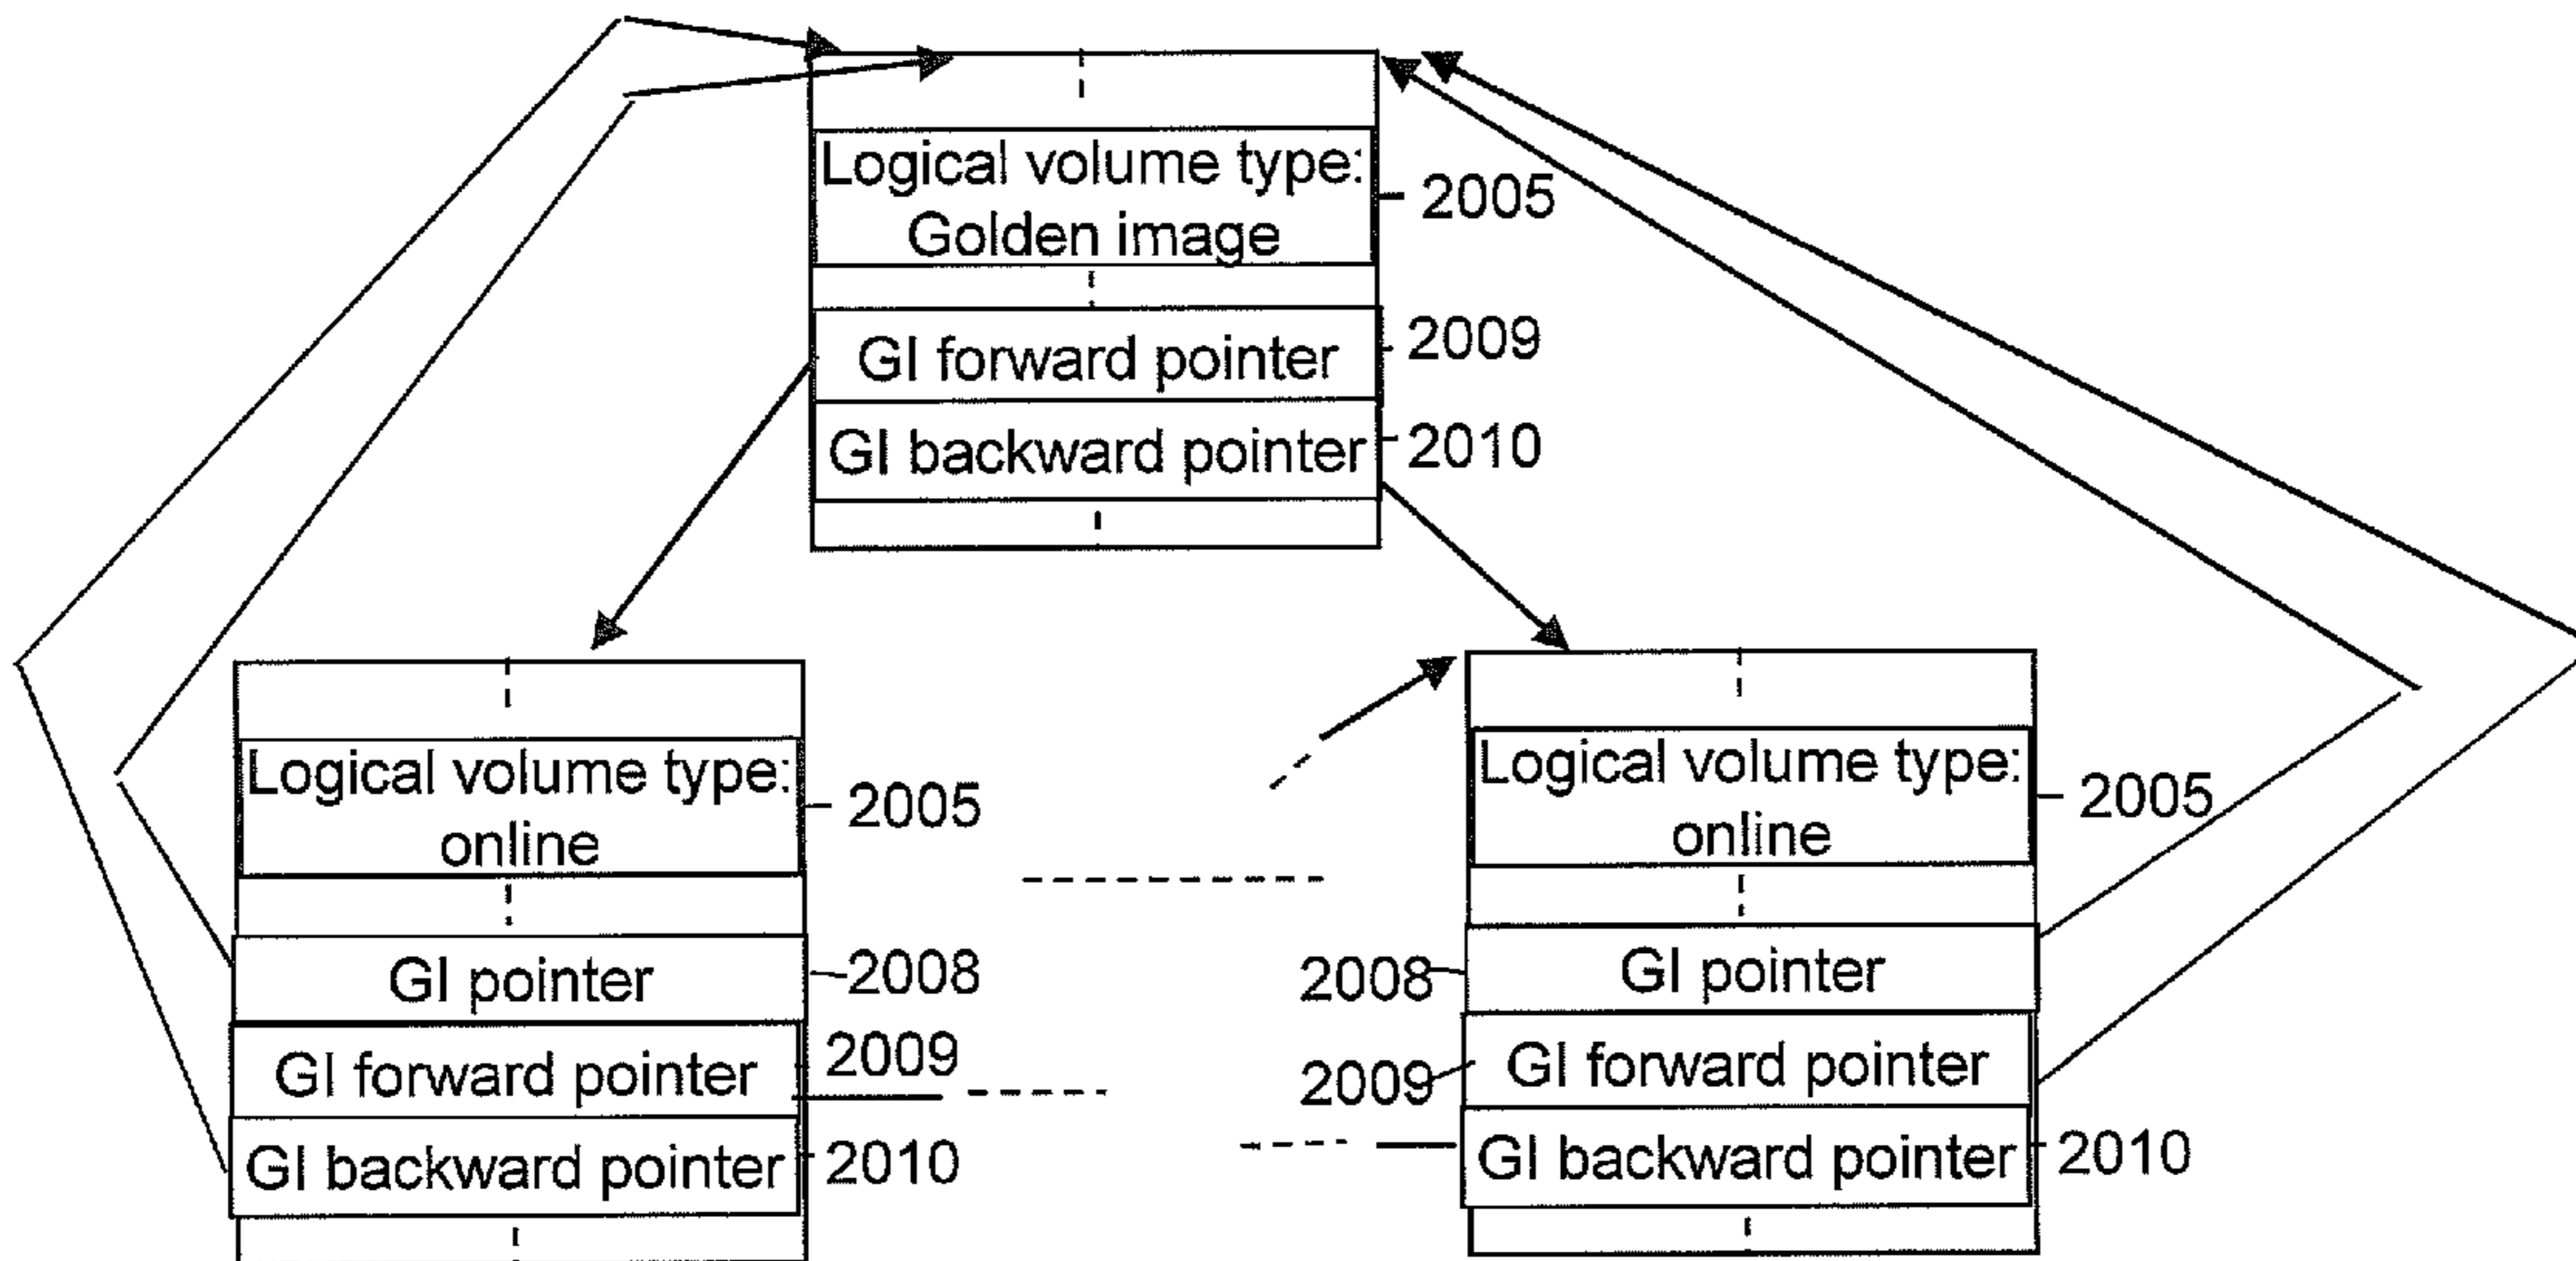 Logical volume type:
Golden image
2005
GI forward pointer
2009
GI backward pointer
2010
Logical volume type:
online
2005
GI pointer
2008
GI forward pointer
2009
GI backward pointer
2010
Logical volume type:
online
2005
2008
GI pointer
2009
GI forward pointer
GI backward pointer
2010